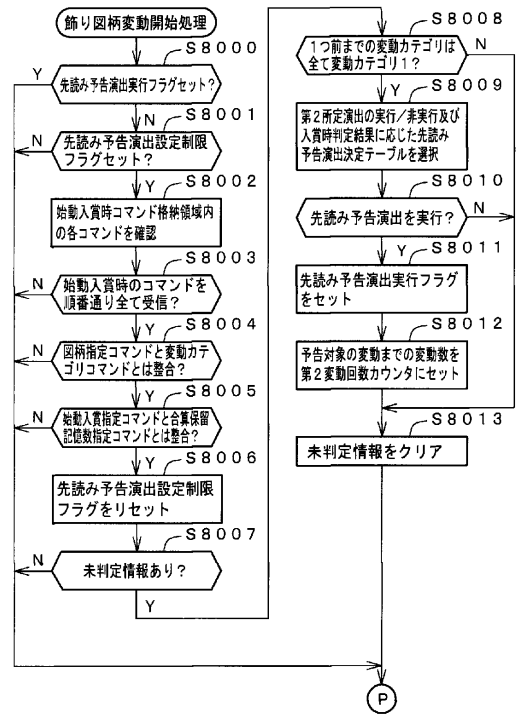 飾り図柄変動開始処理
S8000
Y
先読み予告演出実行フラグセット?
N
S8001
N
先読み予告演出設定制限
フラグセット?
Y
S8002
始動入賞時コマンド格納領域内
の各コマンドを確認
S8003
N
始動入賞時のコマンドを
順番通り全て受信?
Y
S8004
N
図柄指定コマンドと変動カテ
ゴリコマンドとは整合?
Y
S8005
N
始動入賞指定コマンドと合算保留
記憶数指定コマンドとは整合?
Y
S8006
先読み予告演出設定制限
フラグをリセット
S8007
N
未判定情報あり?
Y
S8008
1つ前までの変動カテゴリは
全て変動カテゴリ1?
N
Y
S8009
第2所定演出の実行/非実行及び
入賞時判定結果に応じた先読み
予告演出決定テーブルを選択
S8010
先読み予告演出を実行?
N
Y
S8011
先読み予告演出実行フラグ
をセット
S8012
予告対象の変動までの変動数を
第2変動回数カウンタにセット
S8013
未判定情報をクリア
P